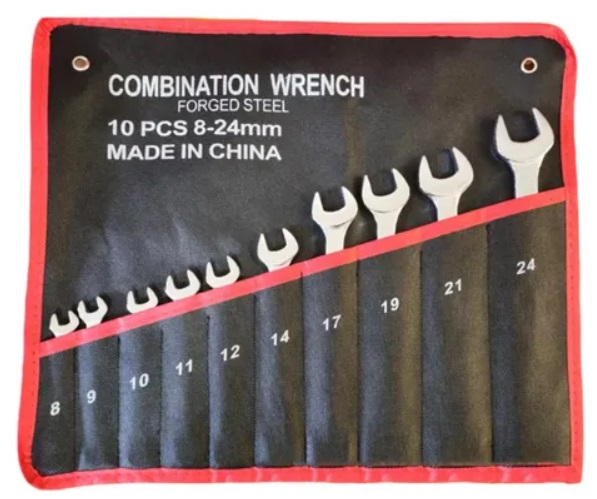 COMBINATION WRENCH
FORGED STEEL
10 PCS 8-24mm
MADE IN CHINA
8 9 10 11 12 14 17 19 21 24